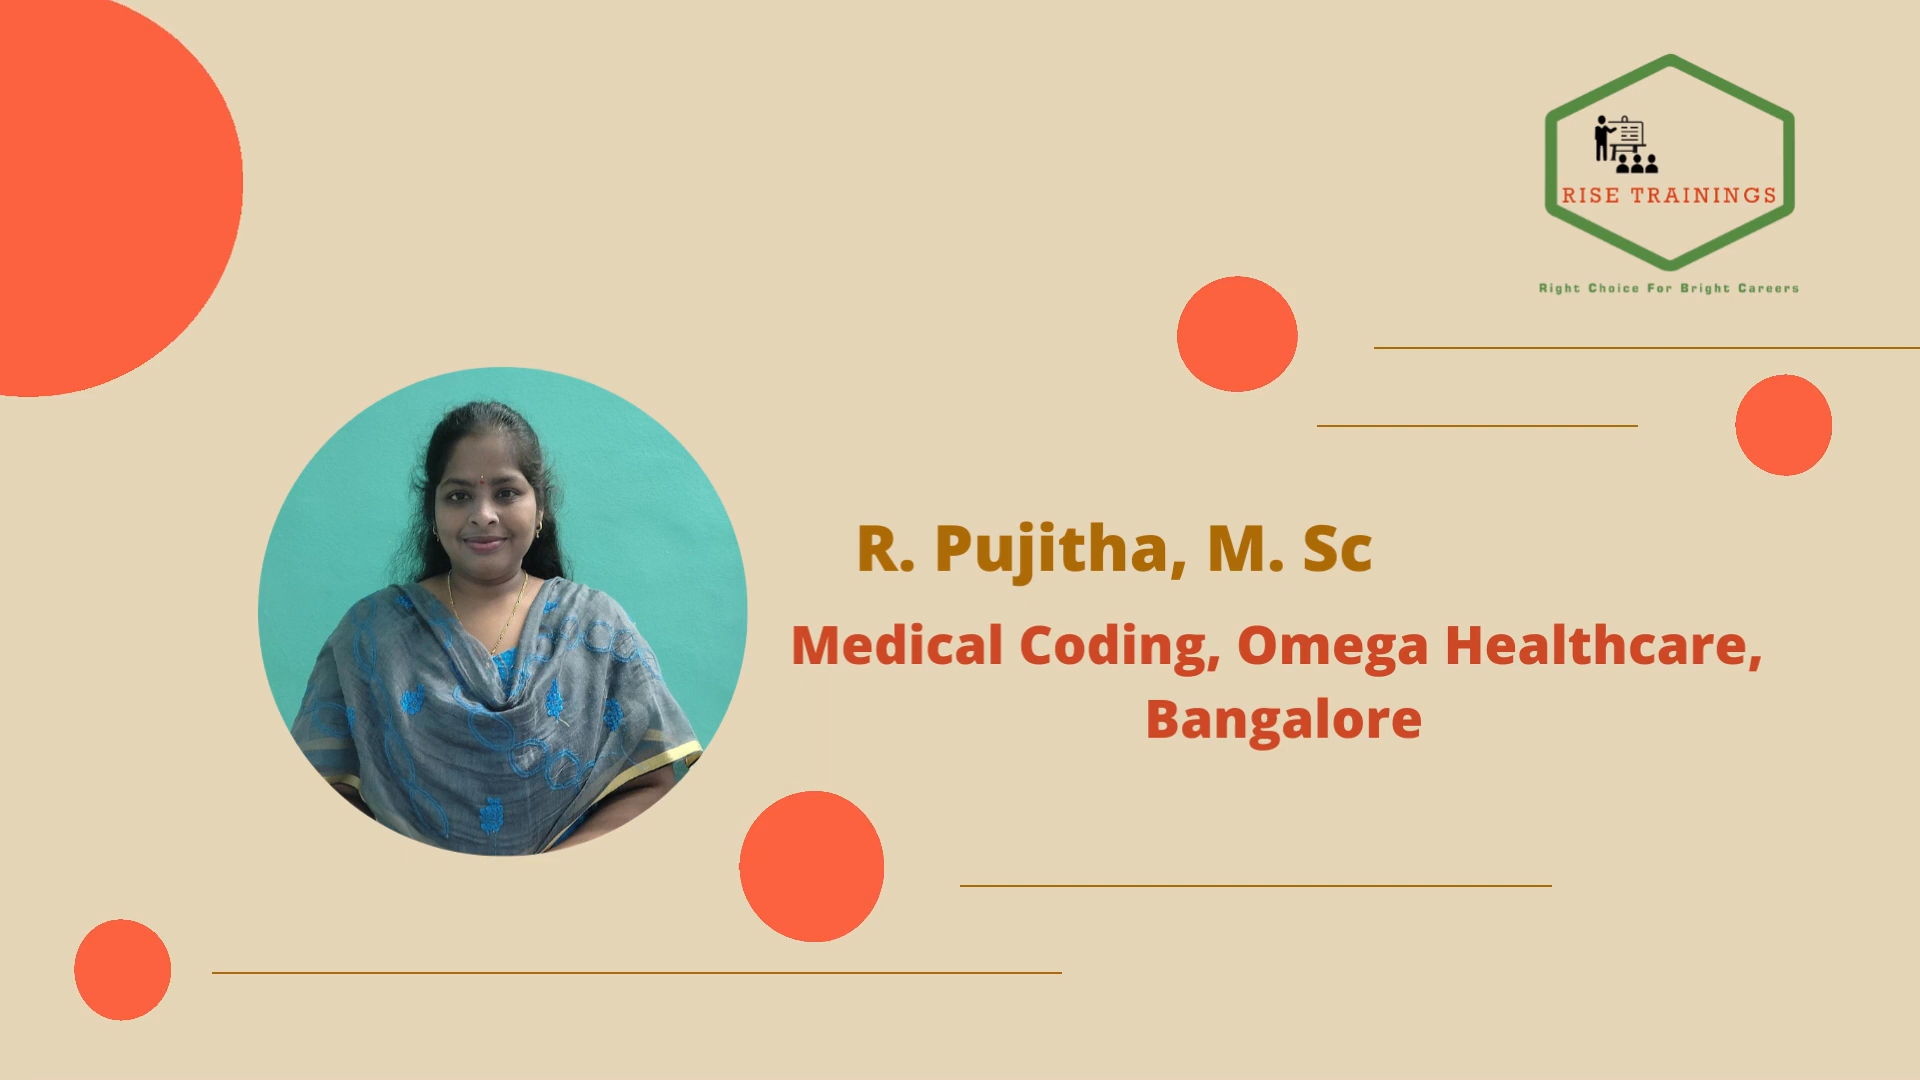 RISE TRAININGS
Right Choice For Bright Careers
R. Pujitha, M. Sc
Medical Coding, Omega Healthcare,
Bangalore